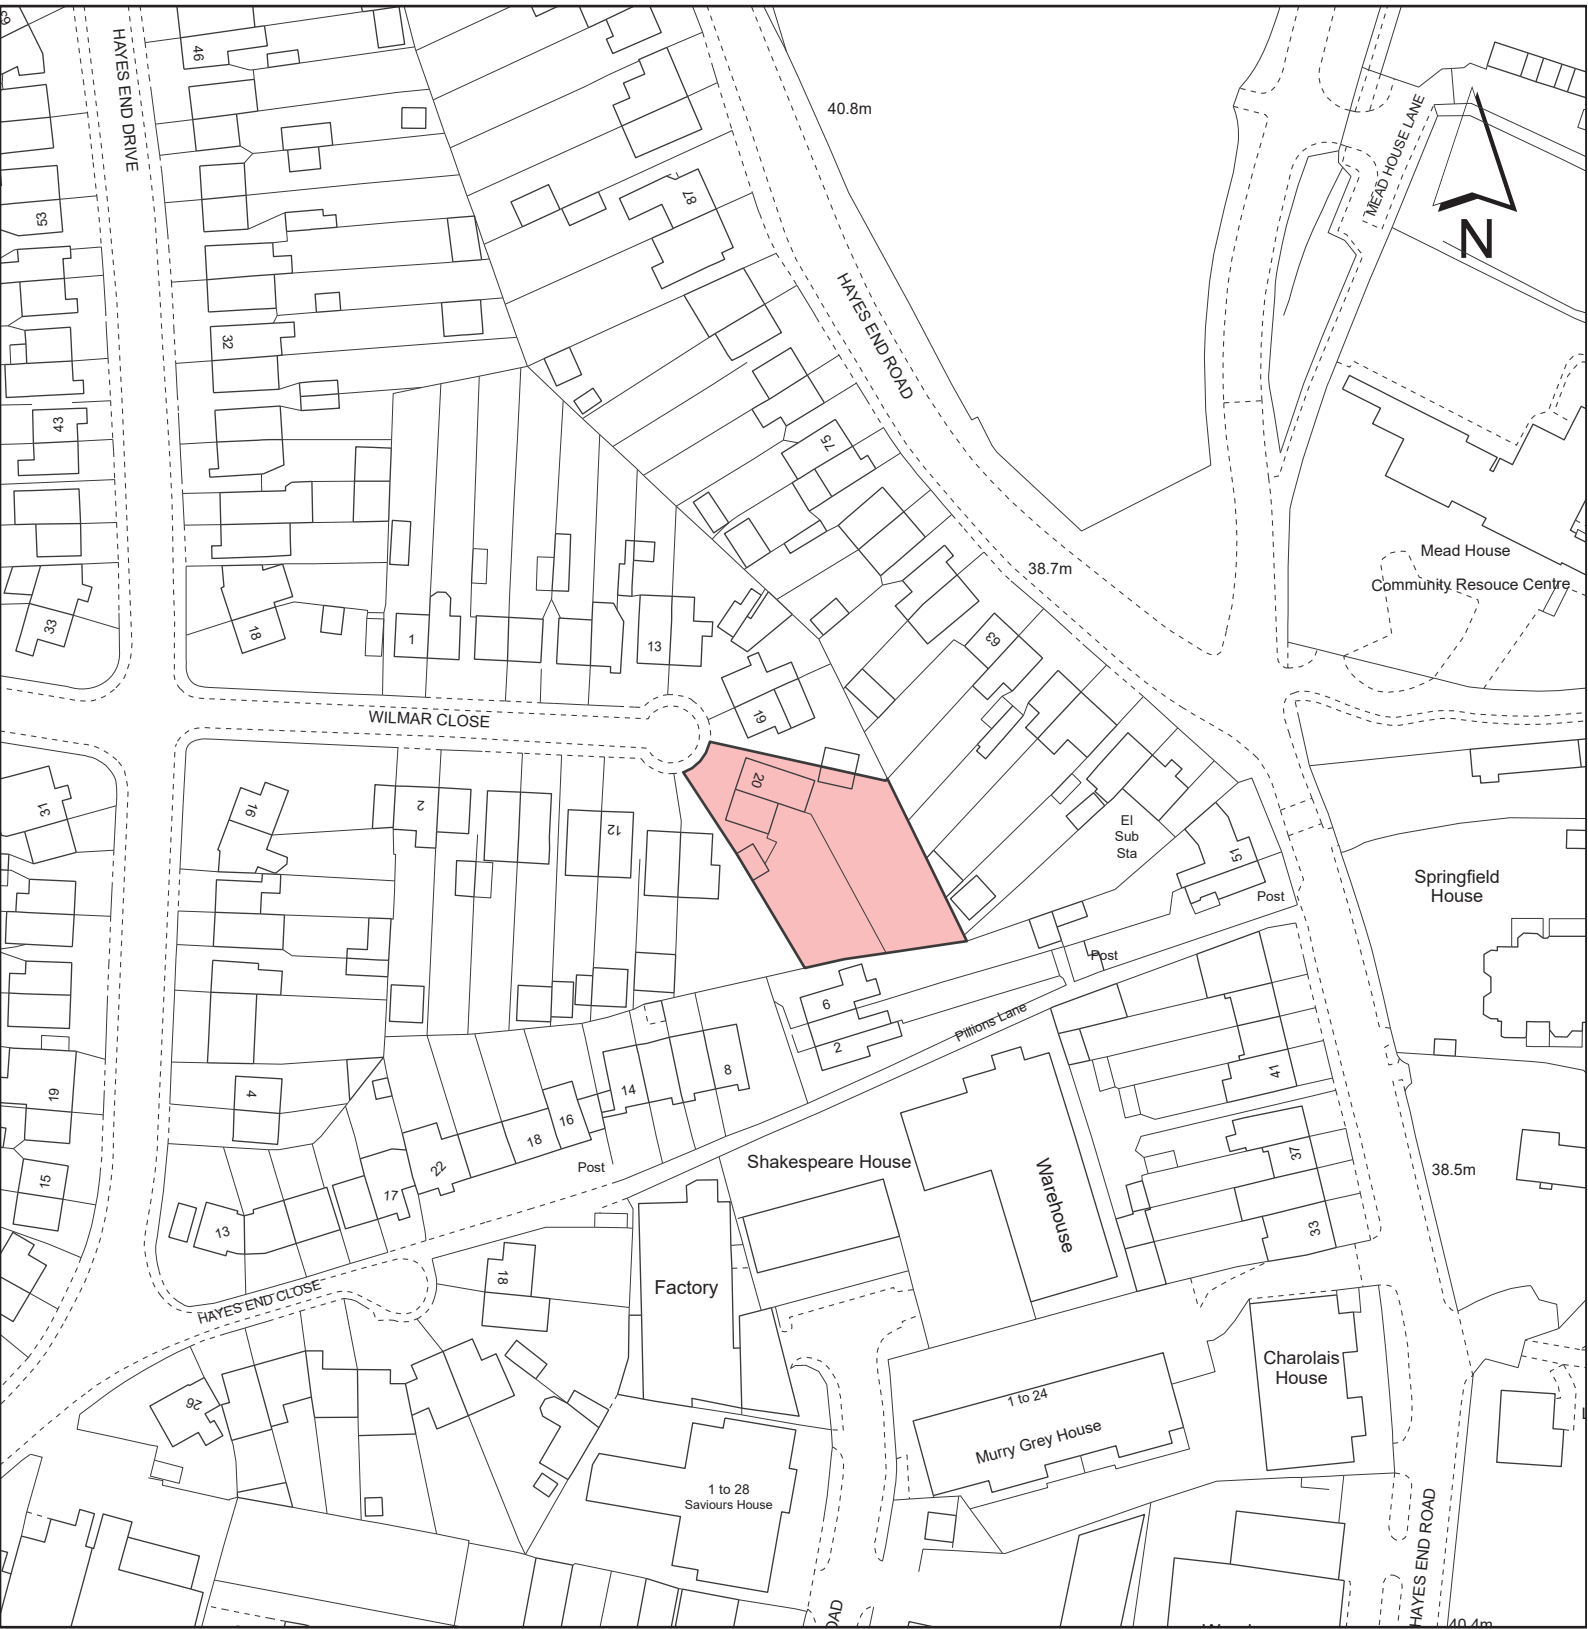 63
HAYES END DRIVE
46
40.8m
MEAD HOUSE LANE
N
53
87
HAYES END ROAD
32
43
75
38.7m
Mead House
Community Resouce Centre
33
18
1
13
63
19
WILMAR CLOSE
20
31
16
2
12
El
Sub
Sta
51
Post
Springfield
House
Post
6
2
Pillions Lane
19
4
14
8
16
18
22
41
Post
Shakespeare House
Warehouse
37
38.5m
15
17
13
33
18
Factory
HAYES END CLOSE
Charolais
House
26
1 to 24
Murry Grey House
1 to 28
Saviours House
HAYES END ROAD
OAD
40.4m